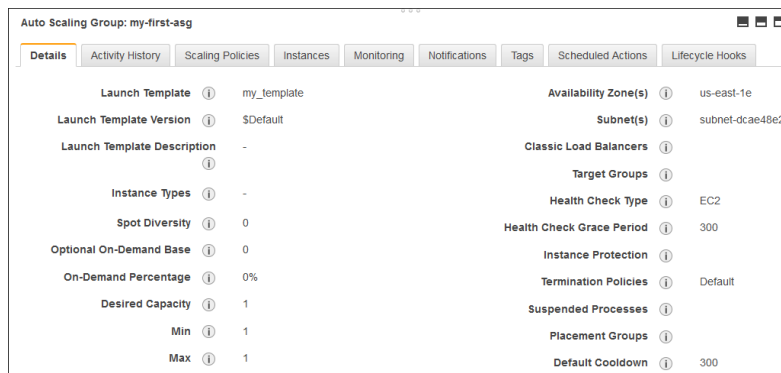 Auto Scaling Group: my-first-asg
Details Activity History Scaling Policies Instances Monitoring Notifications Tags Scheduled Actions Lifecycle Hooks
Launch Template my_template
Launch Template Version $Default
Launch Template Description -
Instance Types -
Spot Diversity 0
Optional On-Demand Base 0
On-Demand Percentage 0%
Desired Capacity 1
Min 1
Max 1
Availability Zone(s) us-east-1e
Subnet(s) subnet-dcae48e2
Classic Load Balancers
Target Groups
Health Check Type EC2
Health Check Grace Period 300
Instance Protection
Termination Policies Default
Suspended Processes
Placement Groups
Default Cooldown 300